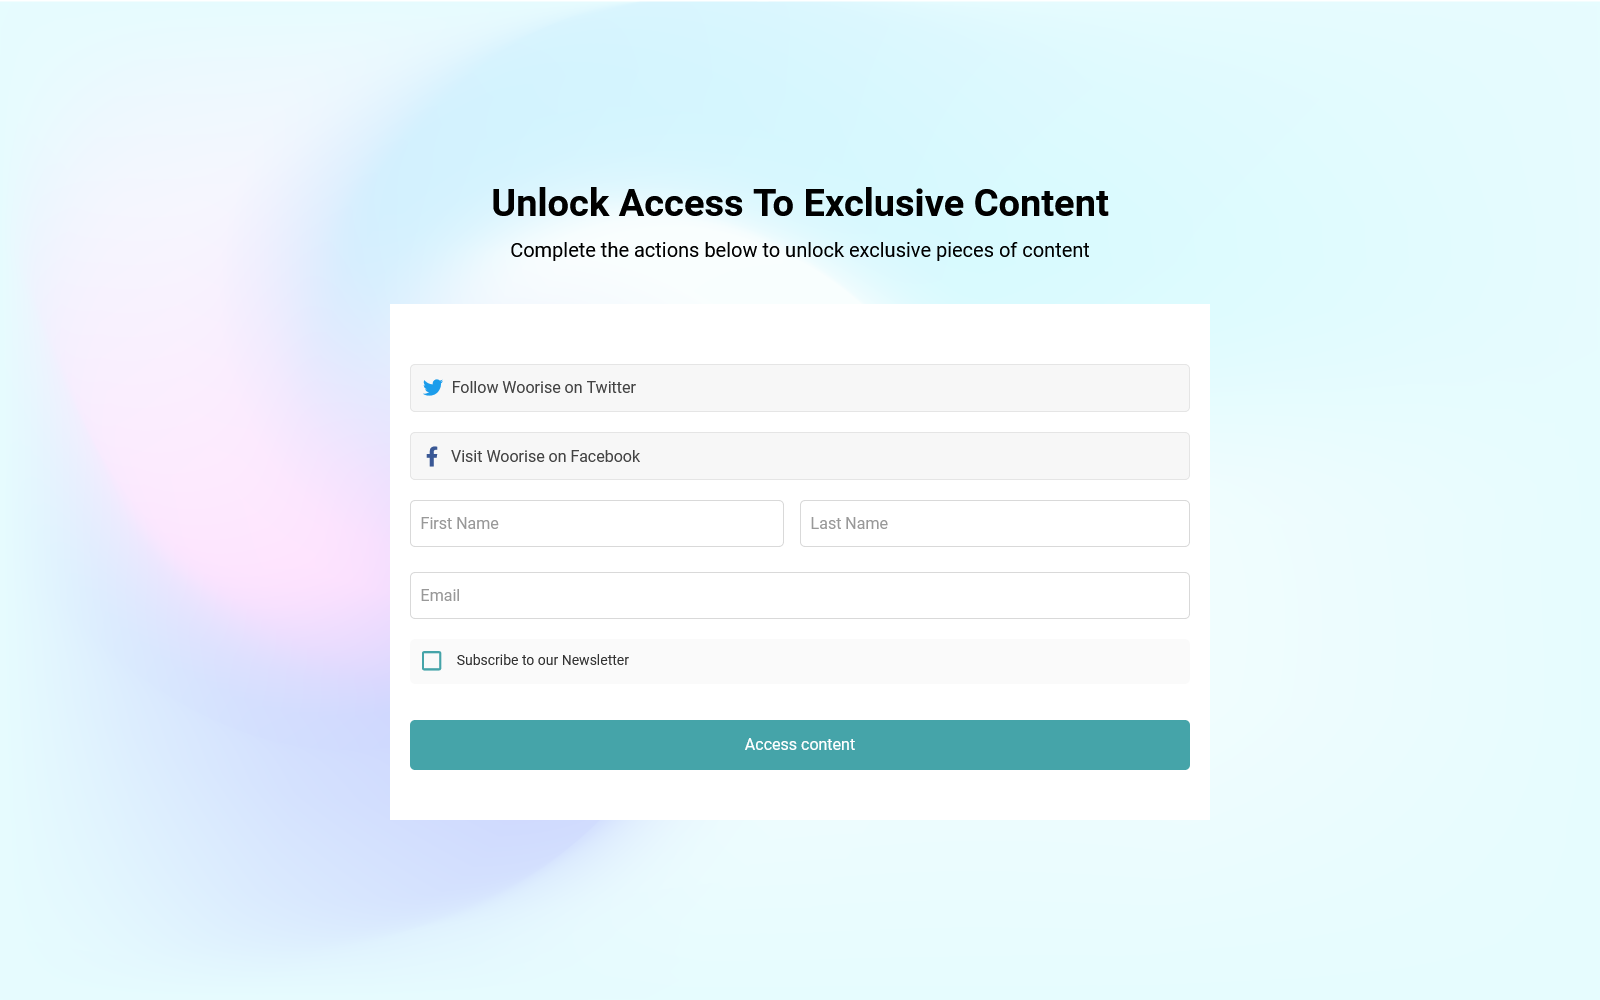 Unlock Access To Exclusive Content
Complete the actions below to unlock exclusive pieces of content
Follow Woorise on Twitter
Visit Woorise on Facebook
First Name
Last Name
Email
Subscribe to our Newsletter
Access content